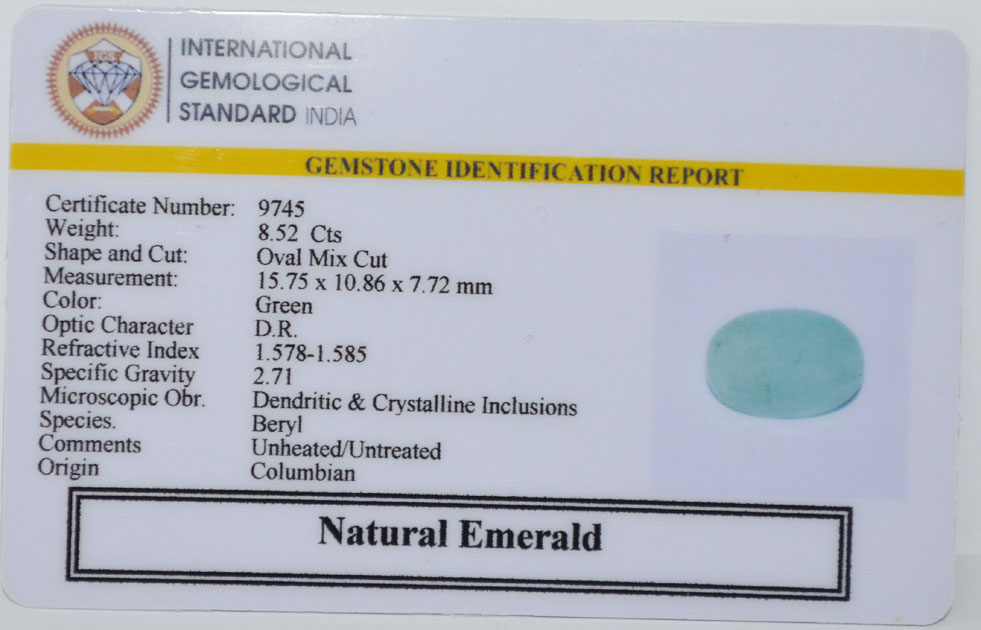 IGS
INTERNATIONAL
GEMOLOGICAL
STANDARD INDIA
GEMSTONE IDENTIFICATION REPORT
Certificate Number: 9745
Weight: 8.52 Cts
Shape and Cut: Oval Mix Cut
Measurement: 15.75 x 10.86 x 7.72 mm
Color: Green
Optic Character D.R.
Refractive Index 1.578-1.585
Specific Gravity 2.71
Microscopic Obr. Dendritic & Crystalline Inclusions
Species. Beryl
Comments Unheated/Untreated
Origin Columbian
Natural Emerald